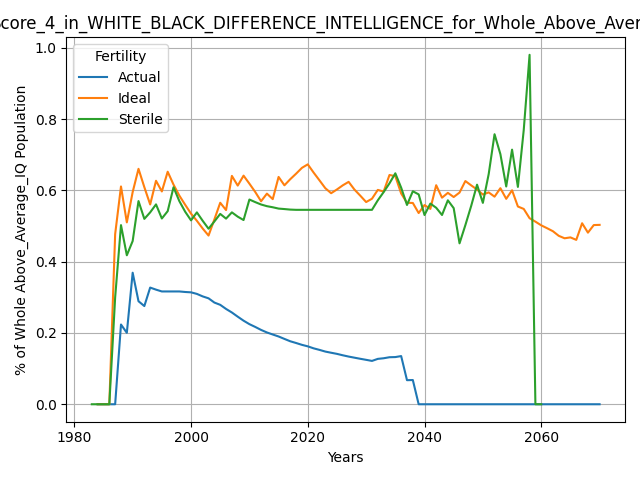 core_4_in_WHITE_BLACK_DIFFERENCE_INTELLIGENCE_for_Whole_Above_Aver
Fertility
Actual
Ideal
Sterile
% of Whole Above_Average_IQ Population
1.0
0.8
0.6
0.4
0.2
0.0
1980
2000
2020
2040
2060
Years